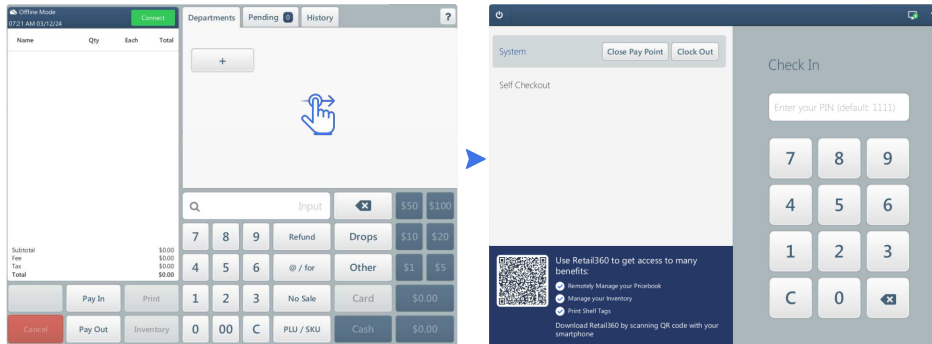 Offline Mode
07:21 AM 03/12/24
Connect
Name Qty Each Total
Subtotal $0.00
Fee $0.00
Tax $0.00
Total $0.00
Pay In Print
Cancel Pay Out Inventory
Departments Pending 0 History ?
+
Input $50 $100
7 8 9 Refund Drops $10 $20
4 5 6 @ / for Other $1 $5
1 2 3 No Sale Card $0.00
0 00 C PLU / SKU Cash $0.00
System Close Pay Point Clock Out
Self Checkout
Use Retail360 to get access to many
benefits:
Remotely Manage your Pricebook
Manage your Inventory
Print Shelf Tags
Download Retail360 by scanning QR code with your
smartphone
Check In
Enter your PIN (default: 1111)
7 8 9
4 5 6
1 2 3
C 0